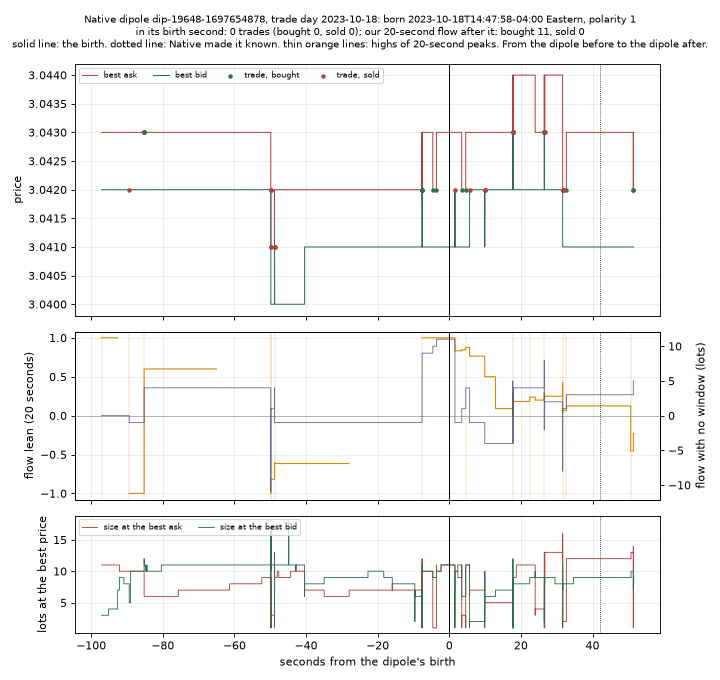 Native dipole dip-19648-1697654878, trade day 2023-10-18: born 2023-10-18T14:47:58-04:00 Eastern, polarity 1
in its birth second: 0 trades (bought 0, sold 0); our 20-second flow after it: bought 11, sold 0
solid line: the birth. dotted line: Native made it known. thin orange lines: highs of 20-second peaks. From the dipole before to the dipole after.
best ask
best bid
trade, bought
trade, sold
price
3.0440
3.0435
3.0430
3.0425
3.0420
3.0415
3.0410
3.0405
3.0400
flow lean (20 seconds)
1.0
0.5
0.0
−0.5
−1.0
10
5
0
−5
−10
flow with no window (lots)
size at the best ask
size at the best bid
lots at the best price
15
10
5
−100
−80
−60
−40
−20
0
20
40
seconds from the dipole's birth